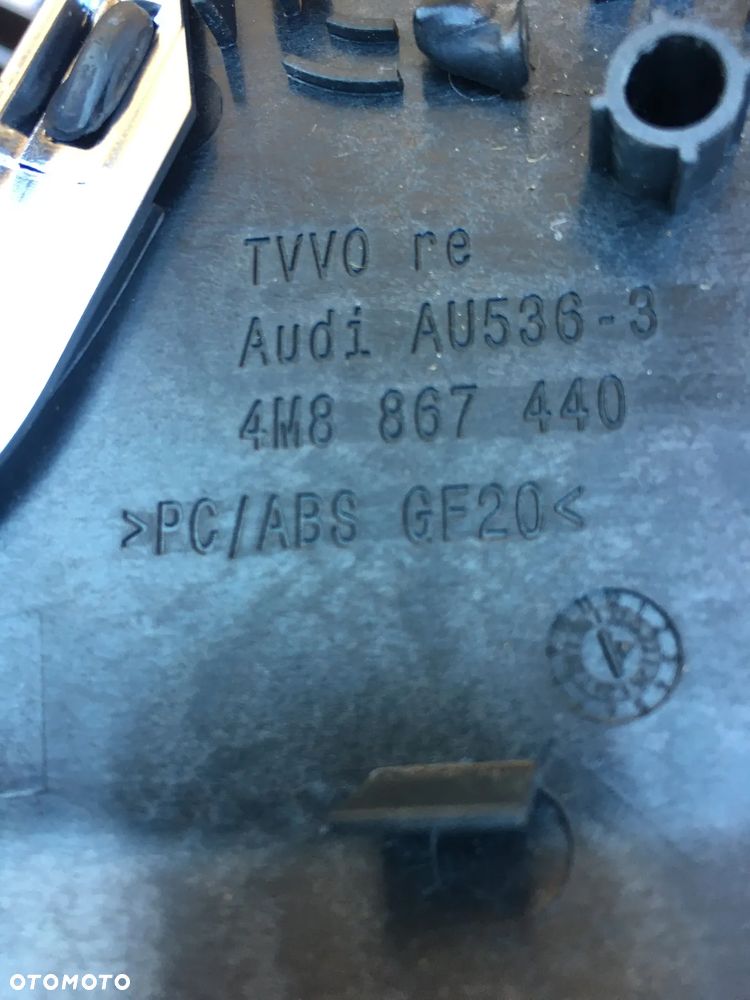 TVVO re
Audi AU536-3
4M8 867 440
>PC/ABS GF20<
OTOMOTO